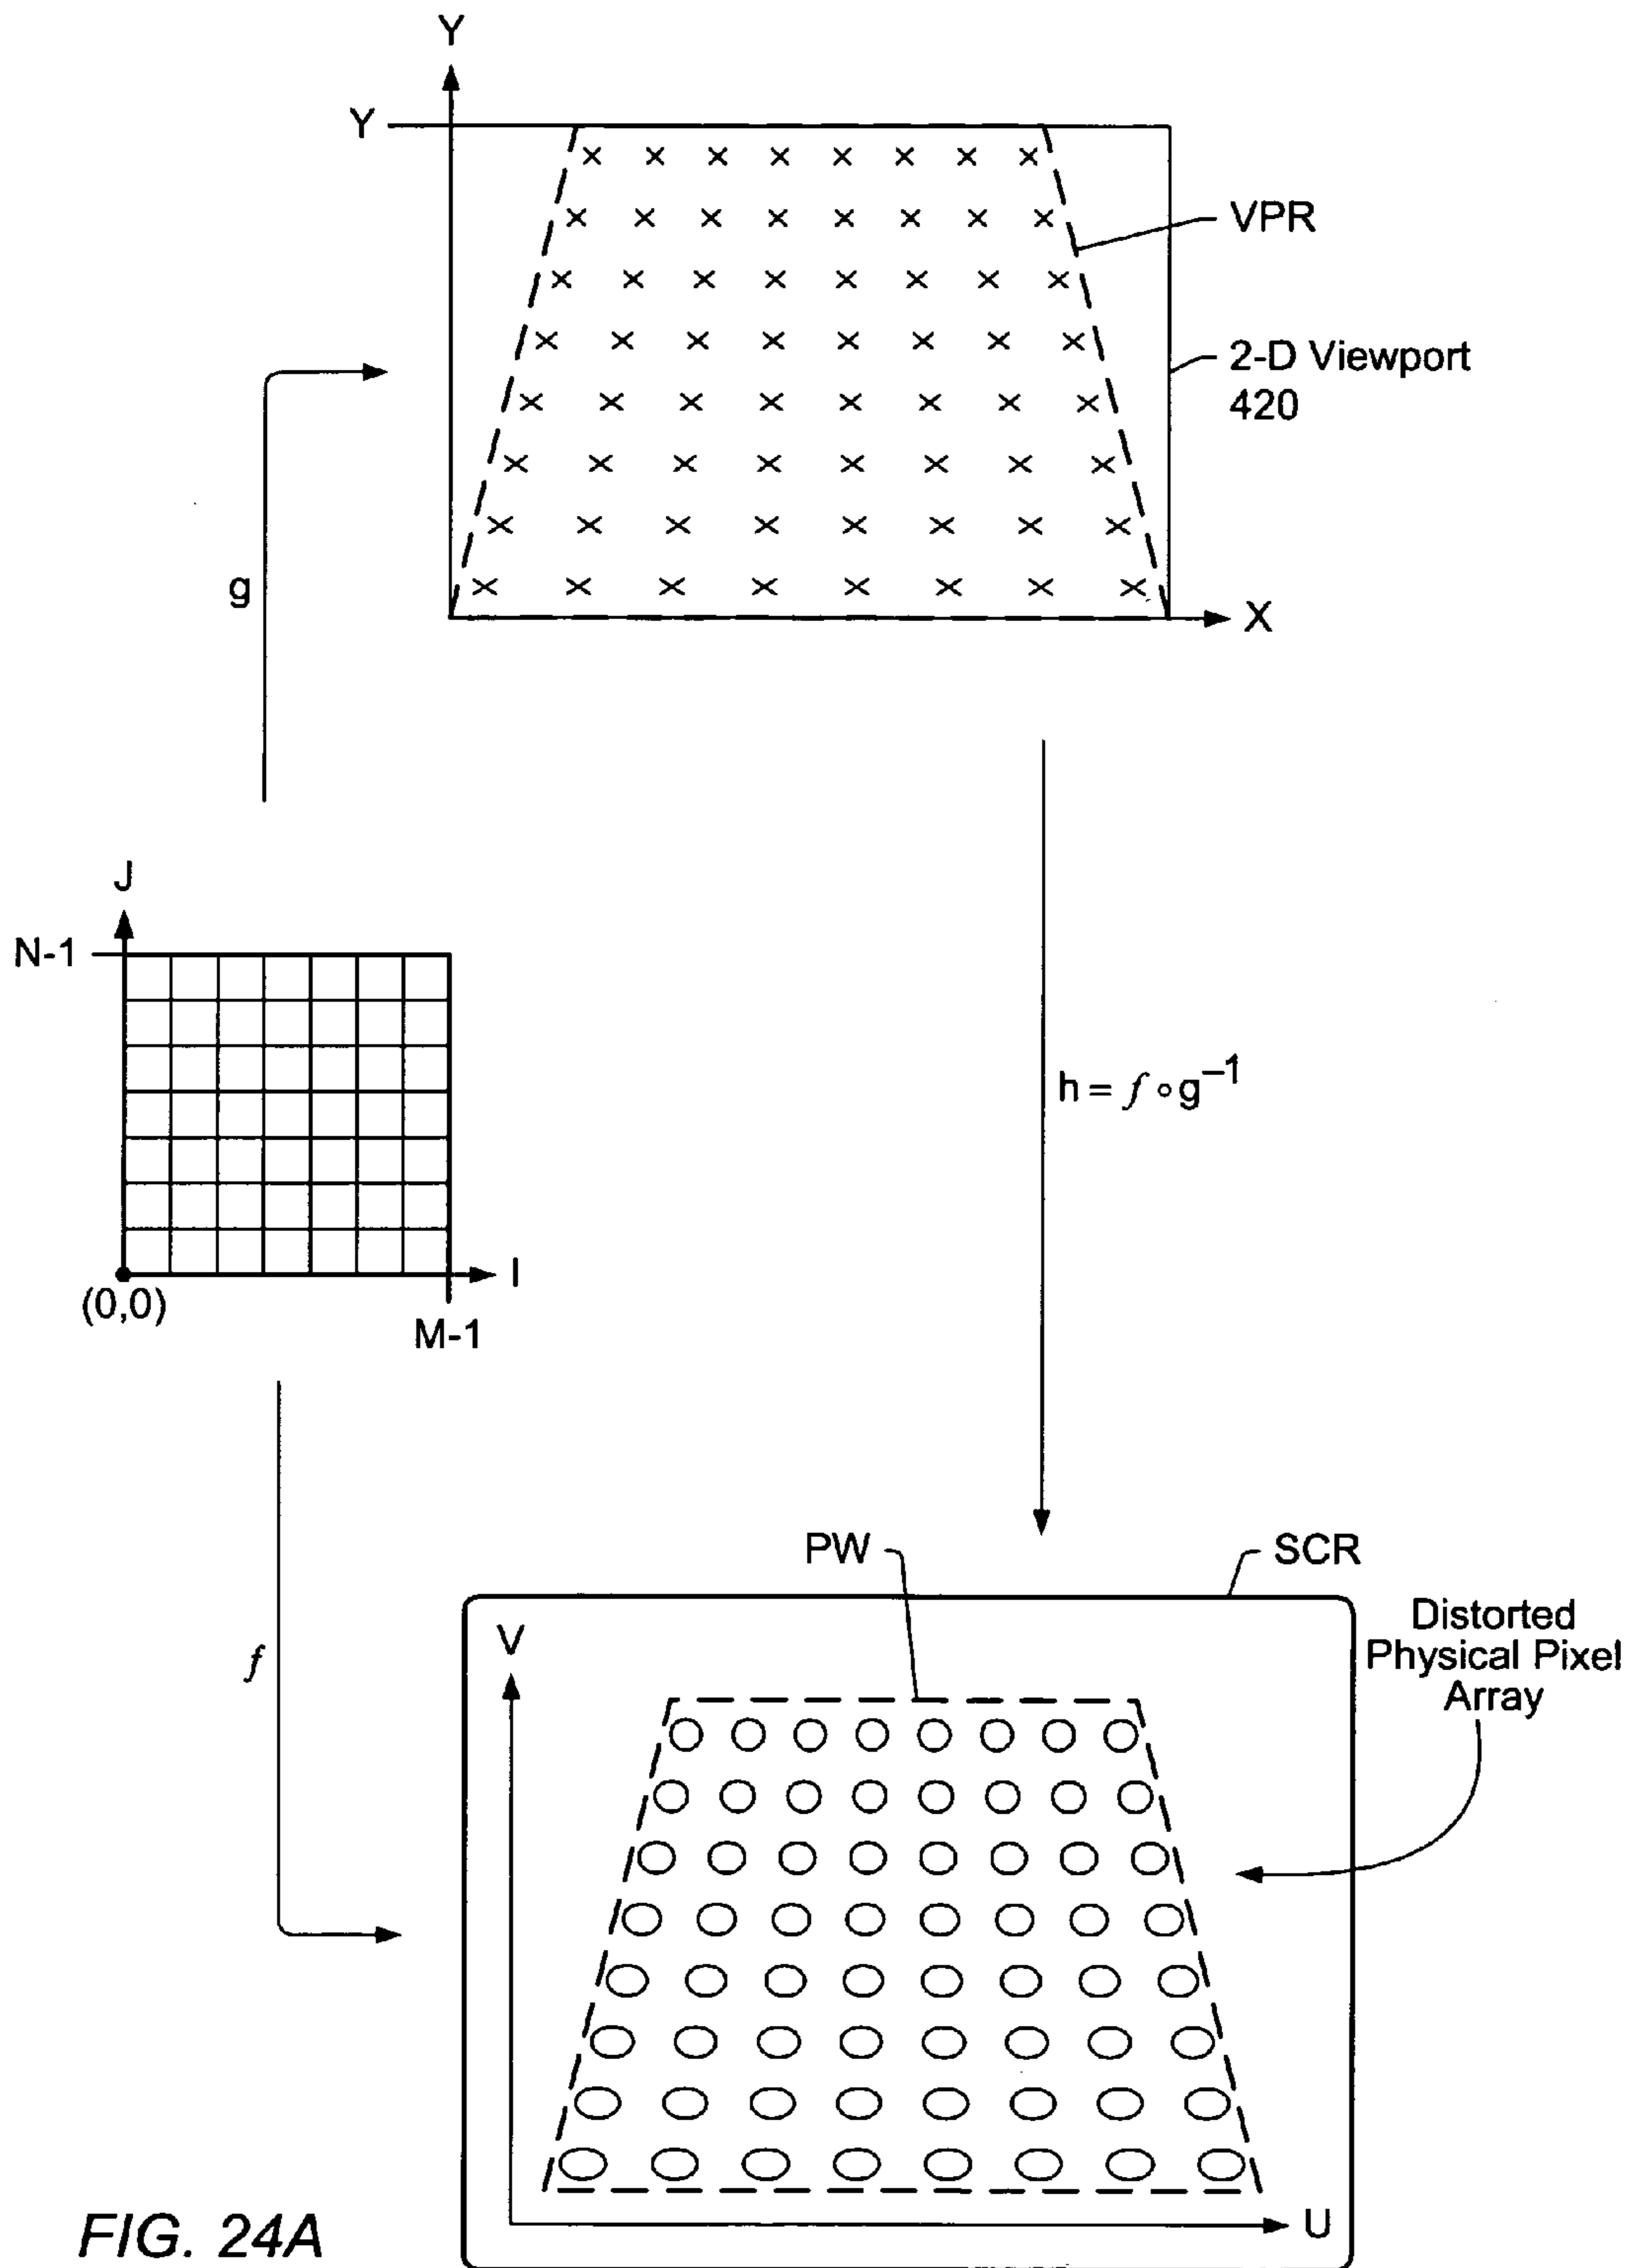 Y
Y
VPR
2-D Viewport
420
X
g
J
N-1
h = f ∘ g⁻¹
I
(0,0)
M-1
PW
SCR
Distorted
Physical Pixel
Array
V
f
U
FIG. 24A